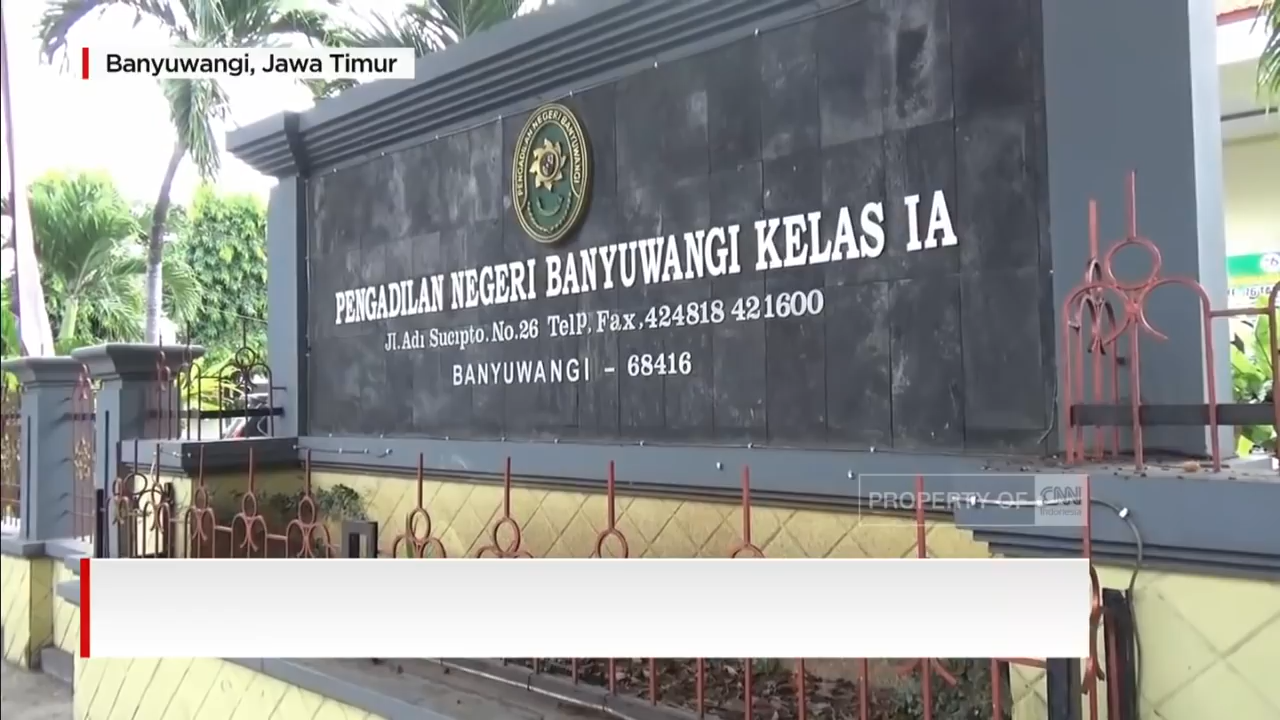 Banyuwangi, Jawa Timur
PENGADILAN NEGERI BANYUWANGI
PENGADILAN NEGERI BANYUWANGI KELAS IA
Jl.Adi Sucipto.No.26 Telp, Fax,424818 421600
BANYUWANGI – 68416
PROPERTY OF CNN
Indonesia